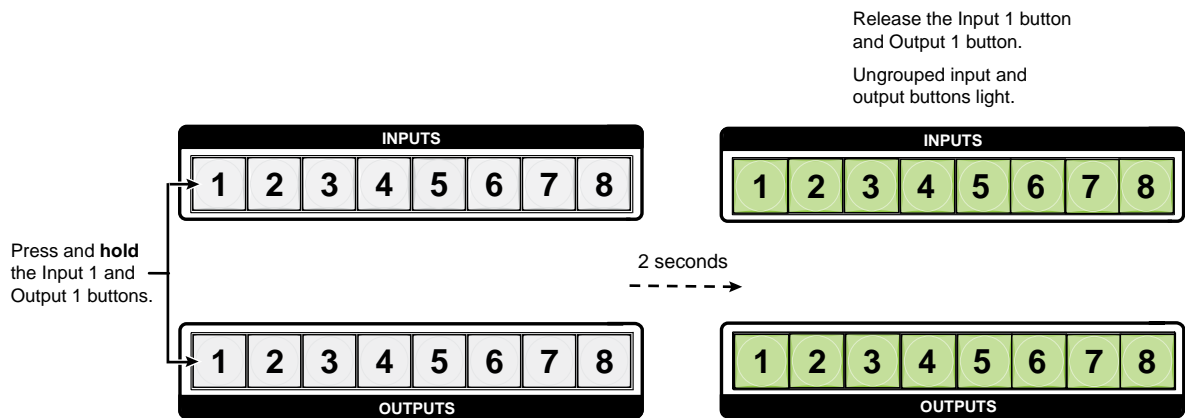 Release the Input 1 button
and Output 1 button.
Ungrouped input and
output buttons light.
INPUTS
1 2 3 4 5 6 7 8
INPUTS
1 2 3 4 5 6 7 8
Press and hold
the Input 1 and
Output 1 buttons.
2 seconds
1 2 3 4 5 6 7 8
OUTPUTS
1 2 3 4 5 6 7 8
OUTPUTS